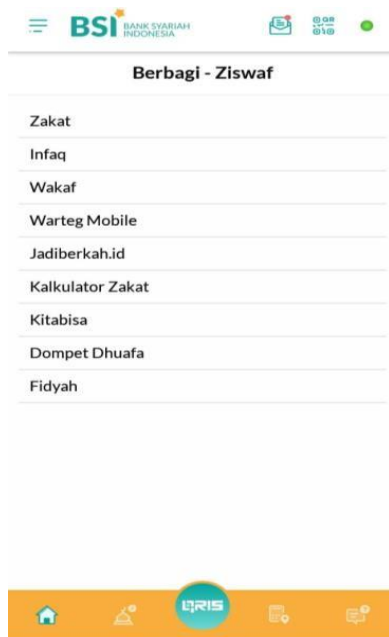 BSI BANK SYARIAH
INDONESIA
Berbagi - Ziswaf
Zakat
Infaq
Wakaf
Warteg Mobile
Jadiberkah.id
Kalkulator Zakat
Kitabisa
Dompet Dhuafa
Fidyah
QRIS